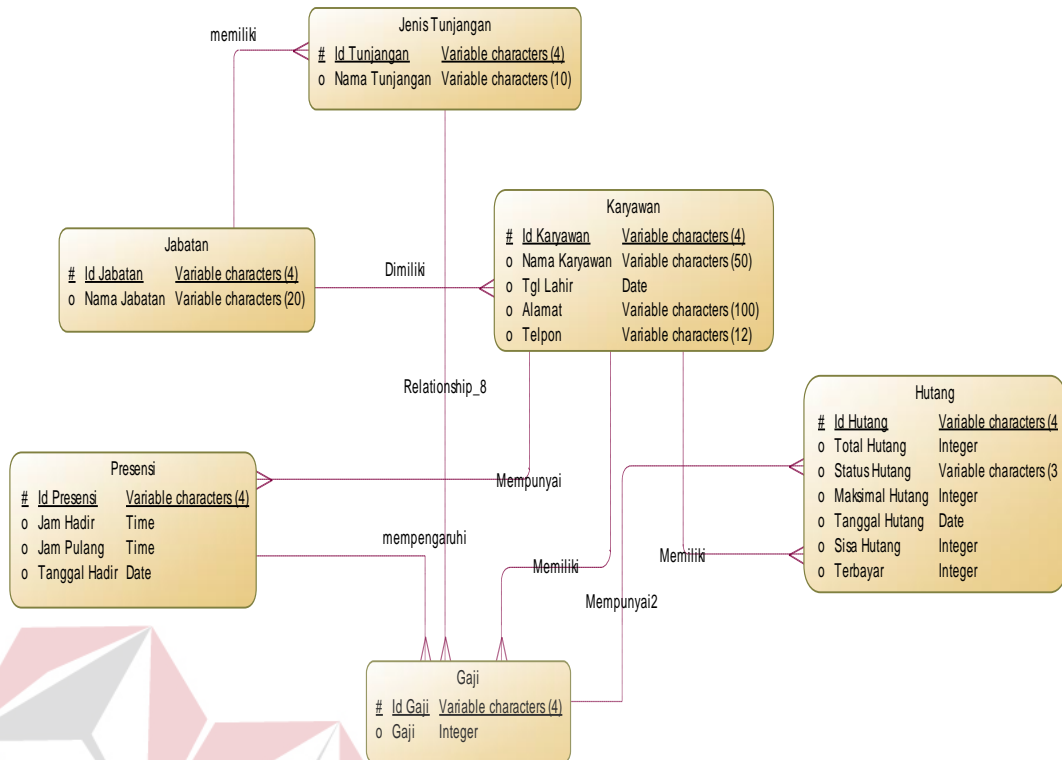 memiliki
Jenis Tunjangan
# Id Tunjangan Variable characters (4)
o Nama Tunjangan Variable characters (10)
Karyawan
# Id Karyawan Variable characters (4)
o Nama Karyawan Variable characters (50)
o Tgl Lahir Date
o Alamat Variable characters (100)
o Telpon Variable characters (12)
Jabatan
# Id Jabatan Variable characters (4)
o Nama Jabatan Variable characters (20)
Dimiliki
Relationship_8
Hutang
# Id Hutang Variable characters (4
o Total Hutang Integer
o Status Hutang Variable characters (3
o Maksimal Hutang Integer
o Tanggal Hutang Date
o Sisa Hutang Integer
o Terbayar Integer
Presensi
# Id Presensi Variable characters (4)
o Jam Hadir Time
o Jam Pulang Time
o Tanggal Hadir Date
Mempunyai
mempengaruhi
Memiliki
Memiliki
Mempunyai2
Gaji
# Id Gaji Variable characters (4)
o Gaji Integer